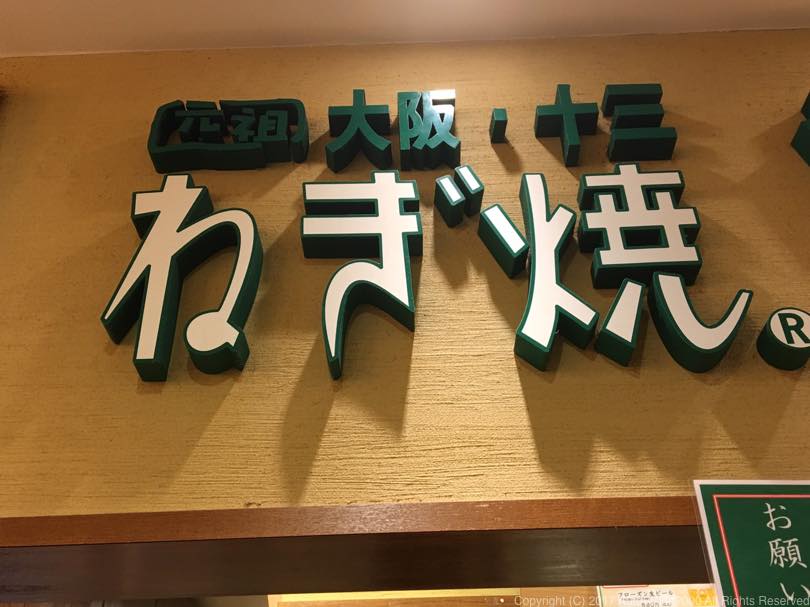 元祖 大阪・十三
ねぎ焼®
お願い
フローズン生ビール
Copyright (C) 201 All Rights Reserved